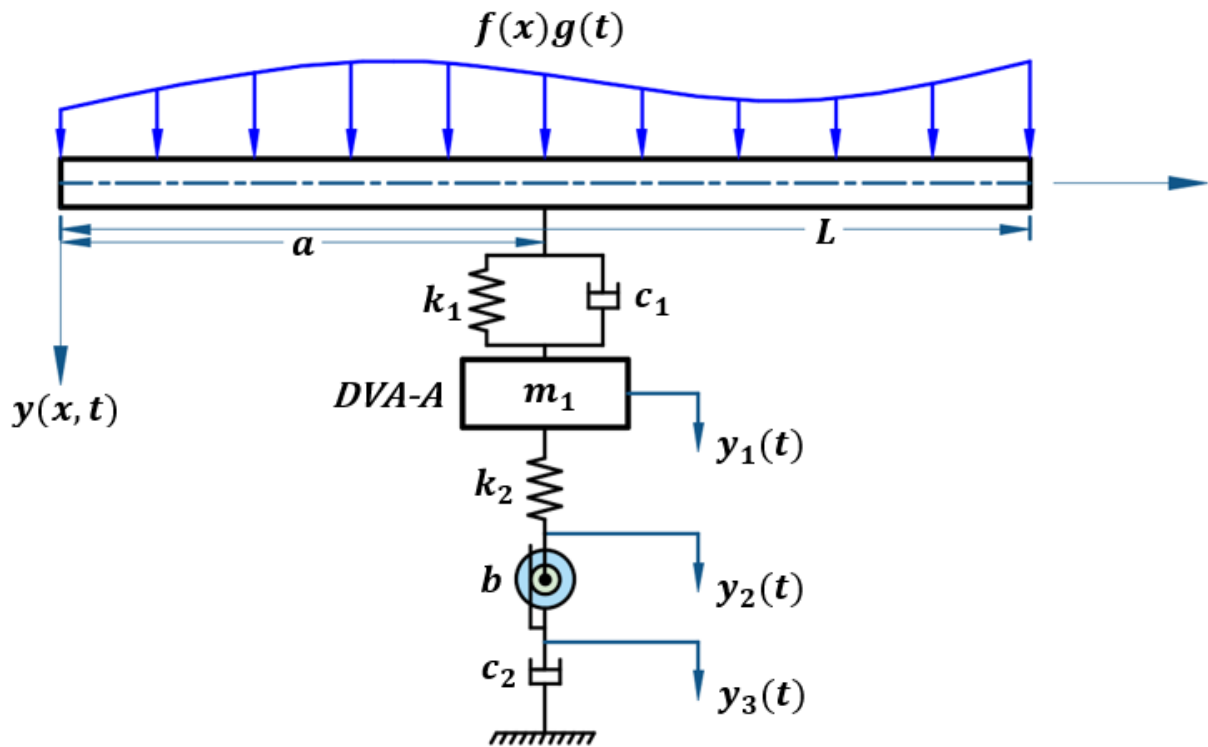 f(x)g(t)
L
a
k₁
c₁
DVA-A
m₁
y(x,t)
y₁(t)
k₂
b
y₂(t)
c₂
y₃(t)